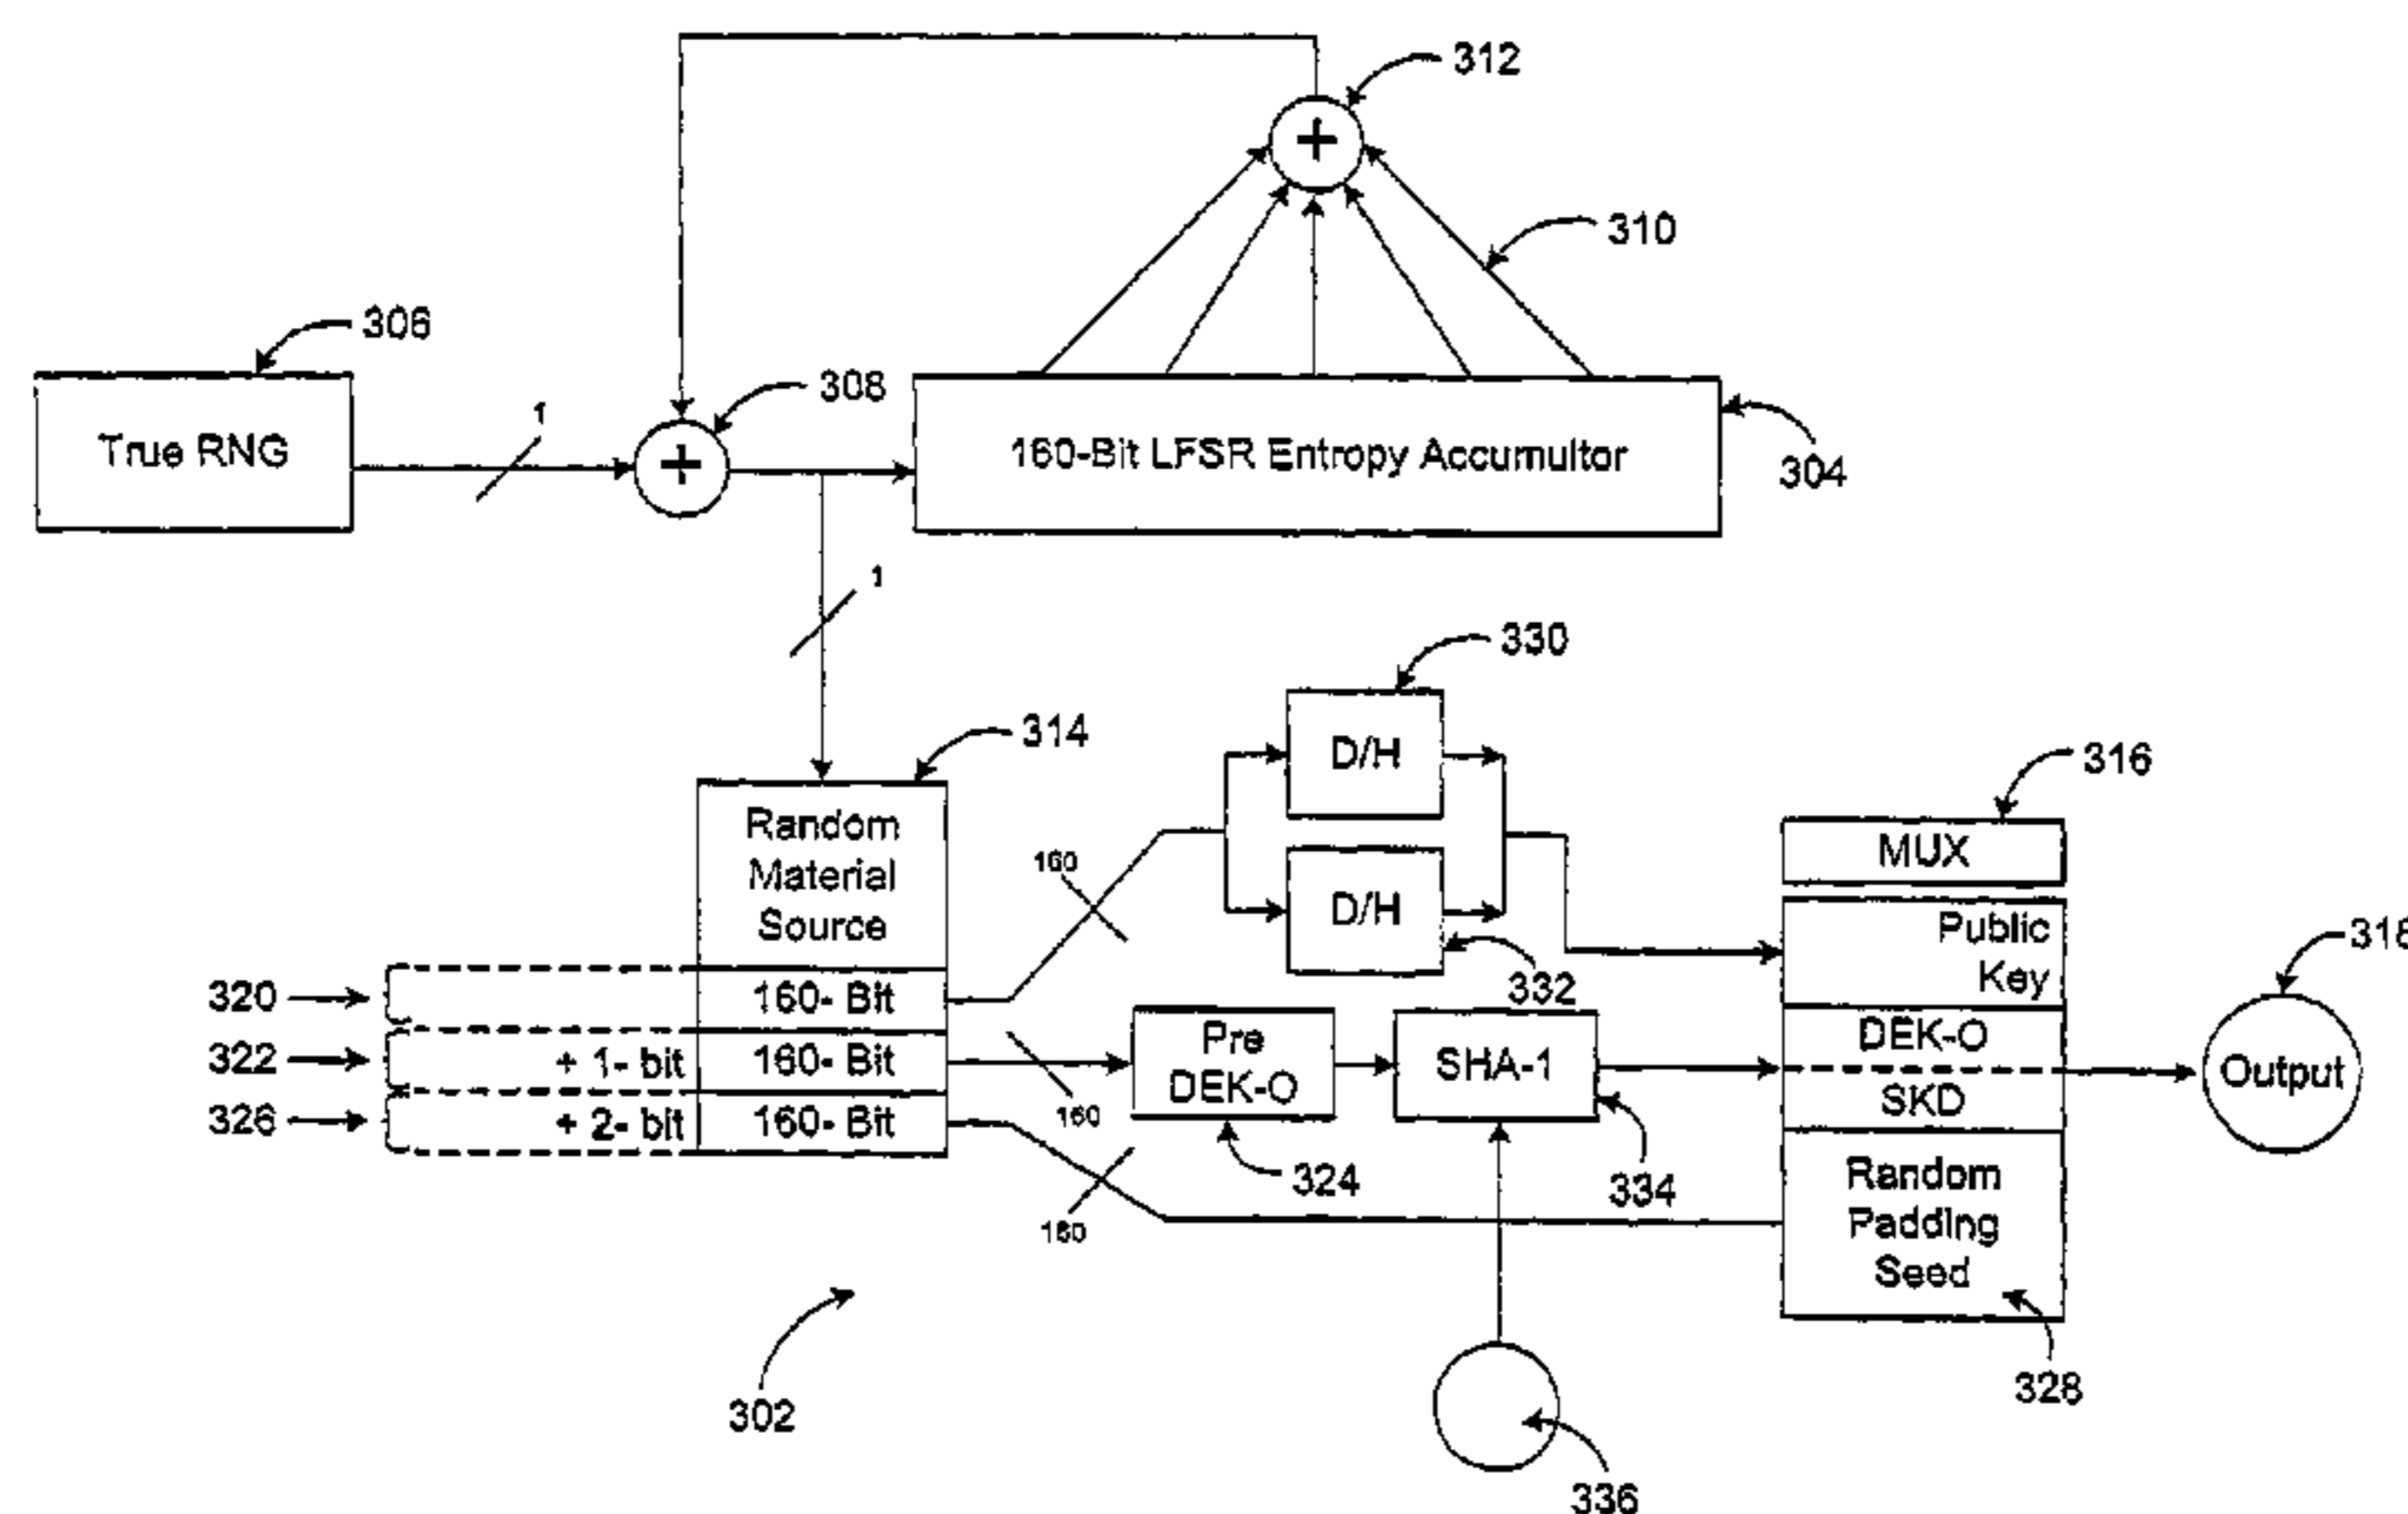 312
310
306
308
True RNG
1
160-Bit LFSR Entropy Accumultor
304
1
330
314
D/H
316
Random
Material
Source
160
MUX
D/H
Public
Key
318
332
320
160- Bit
322
+ 1- bit
160- Bit
Pre
DEK-O
SHA-1
DEK-O
SKD
Output
326
+ 2- bit
160- Bit
160
324
334
160
Random
Padding
Seed
302
328
336